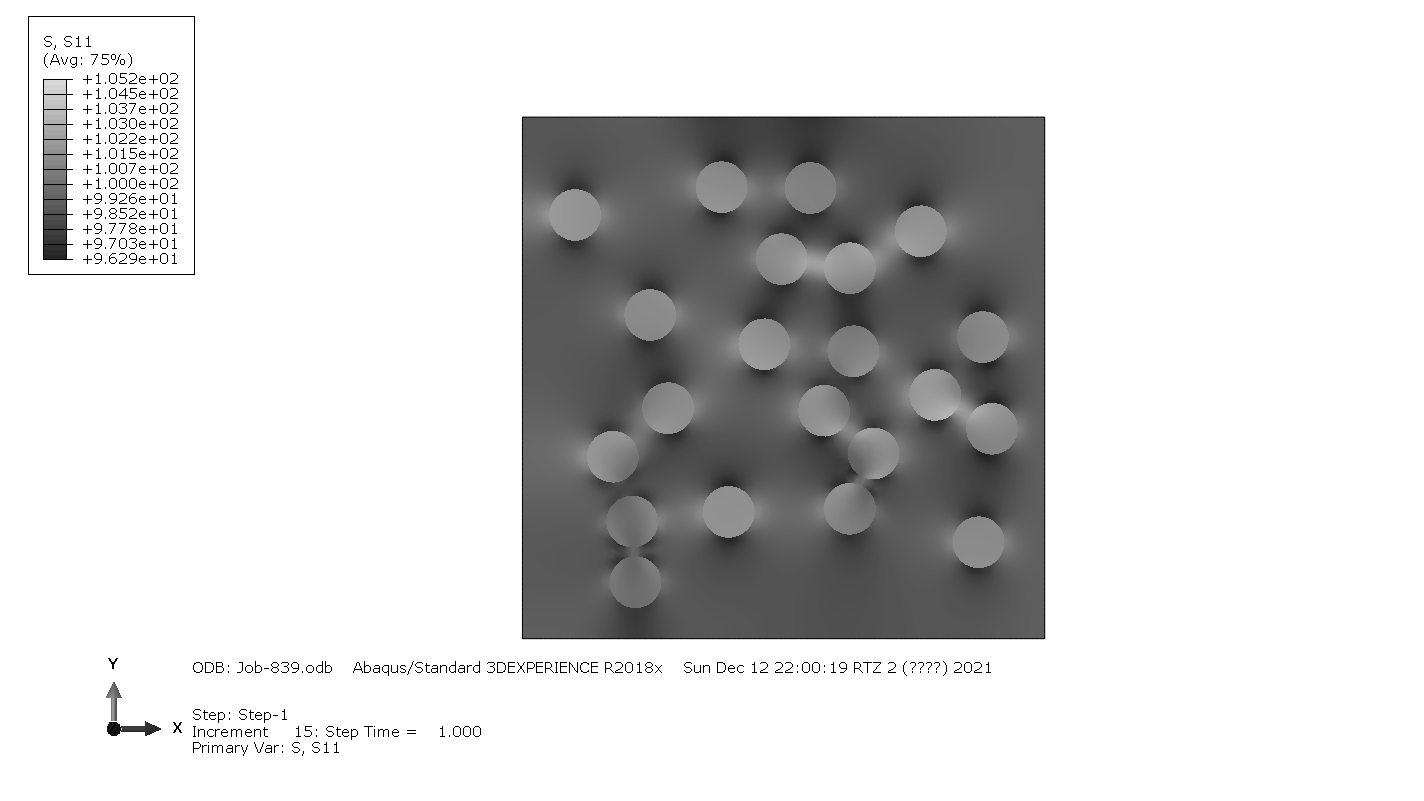 S, S11
(Avg: 75%)
+1.052e+02
+1.045e+02
+1.037e+02
+1.030e+02
+1.022e+02
+1.015e+02
+1.007e+02
+1.000e+02
+9.926e+01
+9.852e+01
+9.778e+01
+9.703e+01
+9.629e+01
Y
X
ODB: Job-839.odb Abaqus/Standard 3DEXPERIENCE R2018x Sun Dec 12 22:00:19 RTZ 2 (????) 2021
Step: Step-1
Increment 15: Step Time = 1.000
Primary Var: S, S11